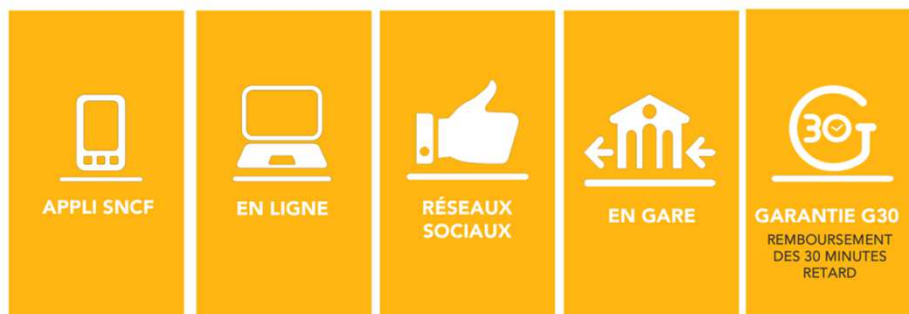 APPLI SNCF
EN LIGNE
RÉSEAUX
SOCIAUX
EN GARE
30
GARANTIE G30
REMBOURSEMENT
DES 30 MINUTES
RETARD